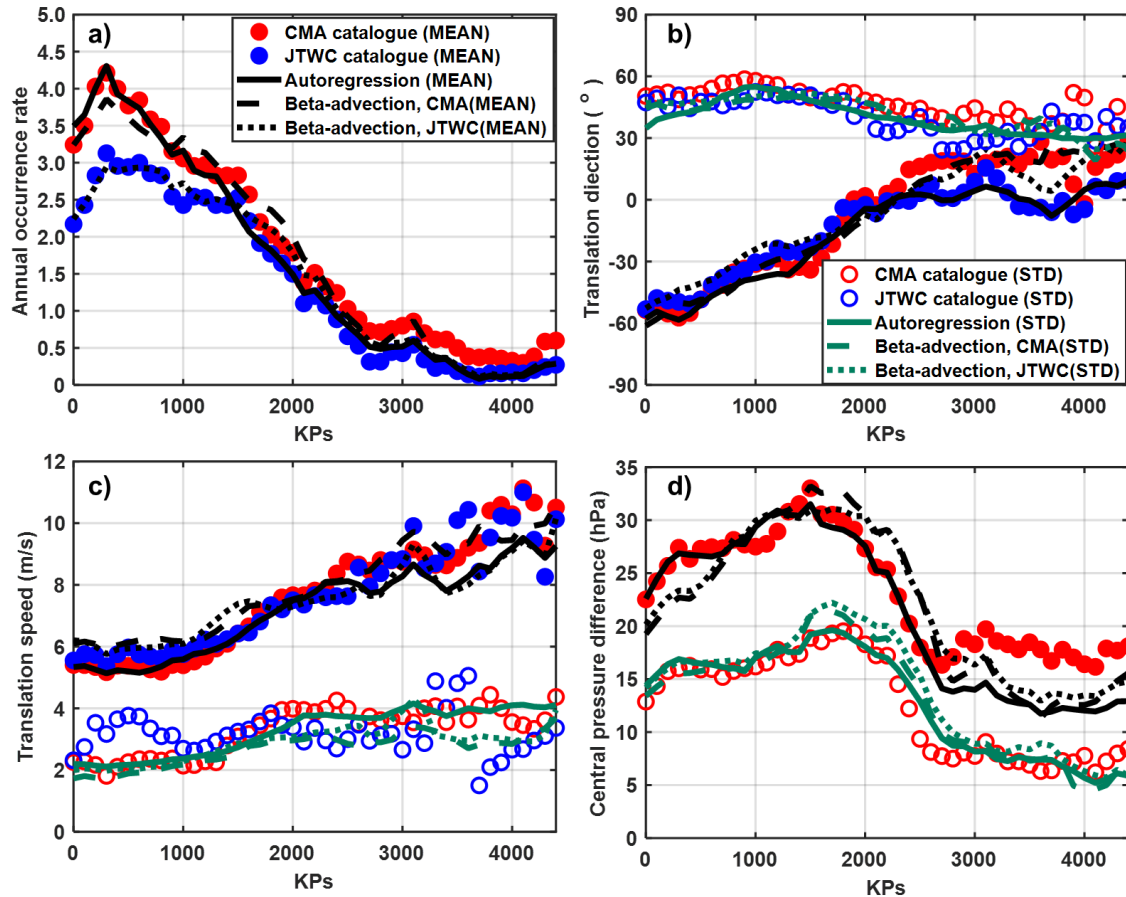 a)
CMA catalogue (MEAN)
JTWC catalogue (MEAN)
Autoregression (MEAN)
Beta-advection, CMA(MEAN)
Beta-advection, JTWC(MEAN)
Annual occurrence rate
5.0
4.5
4.0
3.5
3.0
2.5
2.0
1.5
1.0
0.5
0
0 1000 2000 3000 4000
KPs
b)
Translation diection ( ° )
90
60
30
0
-30
-60
-90
CMA catalogue (STD)
JTWC catalogue (STD)
Autoregression (STD)
Beta-advection, CMA(STD)
Beta-advection, JTWC(STD)
0 1000 2000 3000 4000
KPs
c)
Translation speed (m/s)
12
10
8
6
4
2
0
0 1000 2000 3000 4000
KPs
d)
Central pressure difference (hPa)
35
30
25
20
15
10
5
0
0 1000 2000 3000 4000
KPs